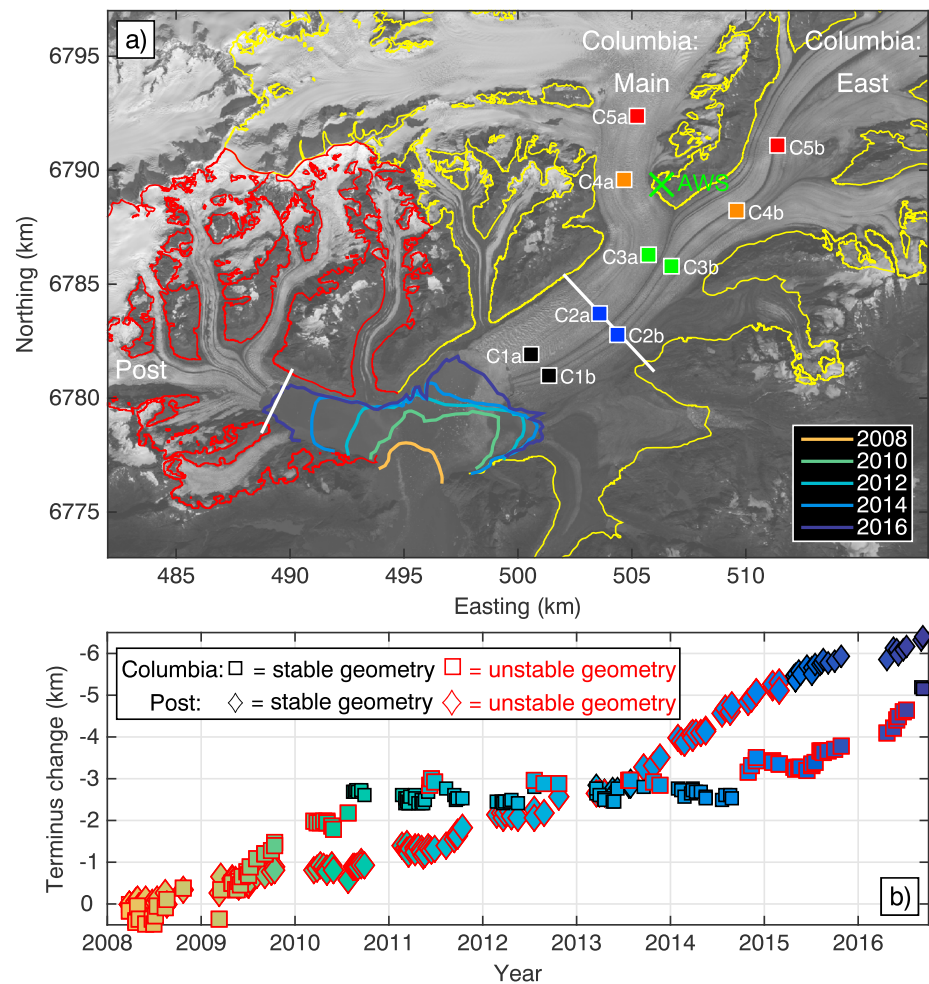 a)
Columbia:
Main
Columbia:
East
C5a
C5b
C4a
AWS
C4b
C3a
C3b
C2a
C2b
C1a
C1b
Post
2008
2010
2012
2014
2016
6795
6790
6785
6780
6775
Northing (km)
485 490 495 500 505 510
Easting (km)
Columbia: = stable geometry = unstable geometry
Post: = stable geometry = unstable geometry
-6
-5
-4
-3
-2
-1
0
Terminus change (km)
b)
2008 2009 2010 2011 2012 2013 2014 2015 2016
Year